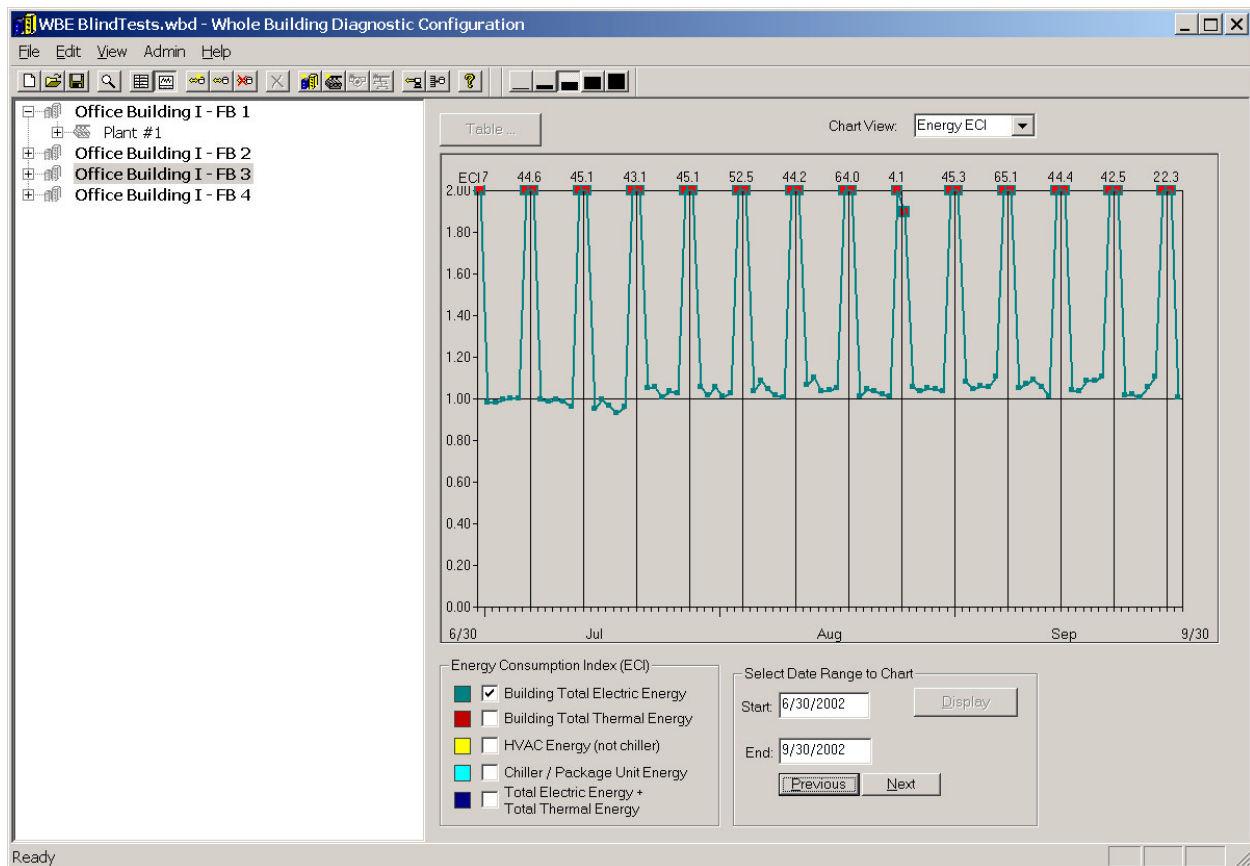 WBE BlindTests.wbd - Whole Building Diagnostic Configuration
File Edit View Admin Help
Office Building I - FB 1
Plant #1
Office Building I - FB 2
Office Building I - FB 3
Office Building I - FB 4
Table ...
Chart View: Energy ECI
ECI 7 44.6 45.1 43.1 45.1 52.5 44.2 64.0 4.1 45.3 65.1 44.4 42.5 22.3
2.00
1.80
1.60
1.40
1.20
1.00
0.80
0.60
0.40
0.20
0.00
6/30 Jul Aug Sep 9/30
Energy Consumption Index (ECI)
Building Total Electric Energy
Building Total Thermal Energy
HVAC Energy (not chiller)
Chiller / Package Unit Energy
Total Electric Energy +
Total Thermal Energy
Select Date Range to Chart
Start: 6/30/2002 Display
End: 9/30/2002
Previous Next
Ready